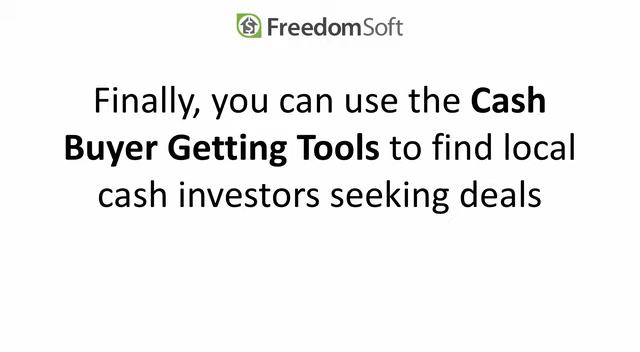 FreedomSoft
Finally, you can use the Cash
Buyer Getting Tools to find local
cash investors seeking deals